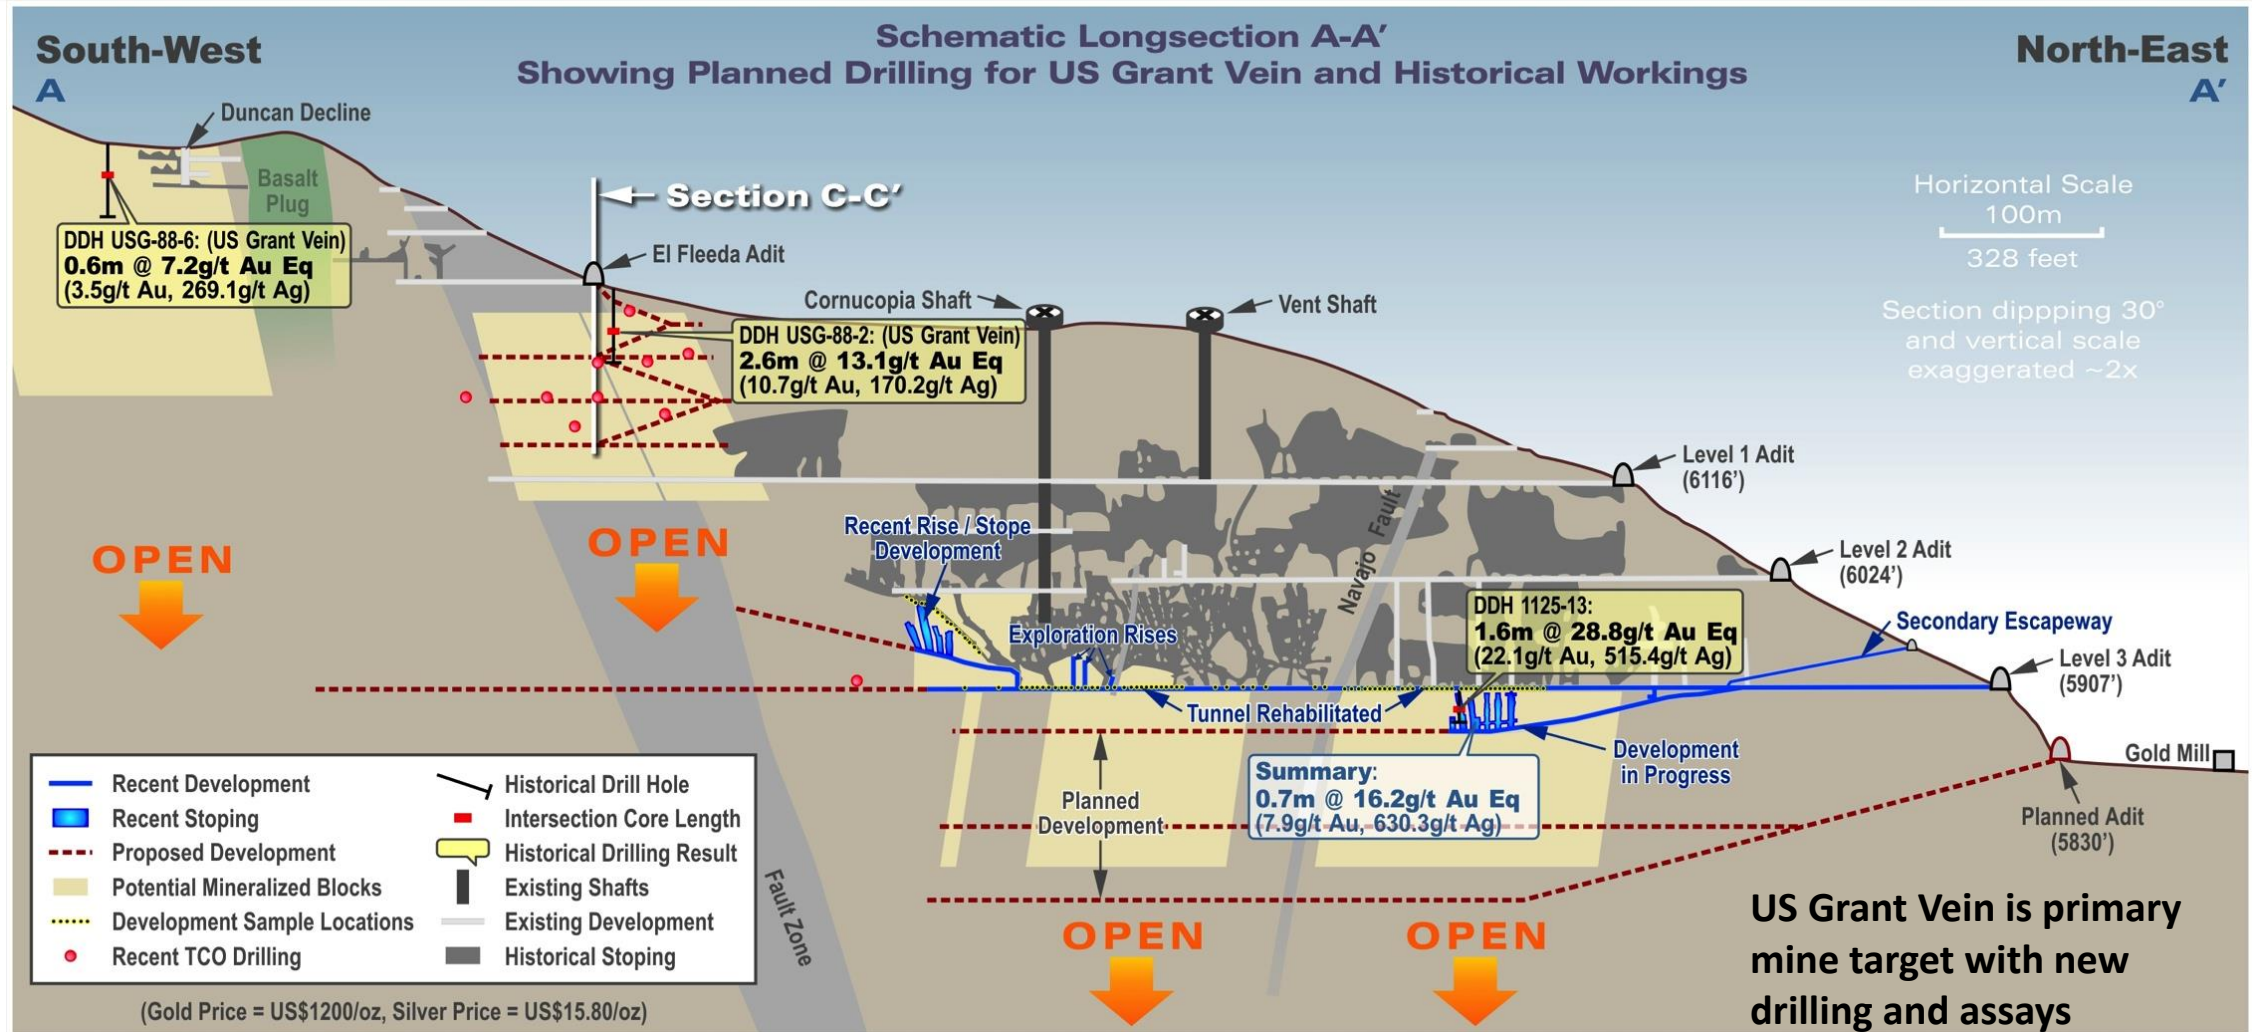 Schematic Longsection A-A'
Showing Planned Drilling for US Grant Vein and Historical Workings
South-West
A
North-East
A'
Duncan Decline
Basalt
Plug
DDH USG-88-6: (US Grant Vein)
0.6m @ 7.2g/t Au Eq
(3.5g/t Au, 269.1g/t Ag)
Section C-C'
El Fleeda Adit
Cornucopia Shaft
Vent Shaft
DDH USG-88-2: (US Grant Vein)
2.6m @ 13.1g/t Au Eq
(10.7g/t Au, 170.2g/t Ag)
Horizontal Scale
100m
328 feet
Section dippping 30°
and vertical scale
exaggerated ~2x
Level 1 Adit
(6116')
Level 2 Adit
(6024')
Secondary Escapeway
Level 3 Adit
(5907')
Gold Mill
Planned Adit
(5830')
OPEN
OPEN
Recent Rise / Stope
Development
Exploration Rises
Navajo Fault
DDH 1125-13:
1.6m @ 28.8g/t Au Eq
(22.1g/t Au, 515.4g/t Ag)
Tunnel Rehabilitated
Development
in Progress
Summary:
0.7m @ 16.2g/t Au Eq
(7.9g/t Au, 630.3g/t Ag)
Planned
Development
Fault Zone
OPEN
OPEN
Recent Development
Recent Stoping
Proposed Development
Potential Mineralized Blocks
Development Sample Locations
Recent TCO Drilling
Historical Drill Hole
Intersection Core Length
Historical Drilling Result
Existing Shafts
Existing Development
Historical Stoping
(Gold Price = US$1200/oz, Silver Price = US$15.80/oz)
US Grant Vein is primary
mine target with new
drilling and assays